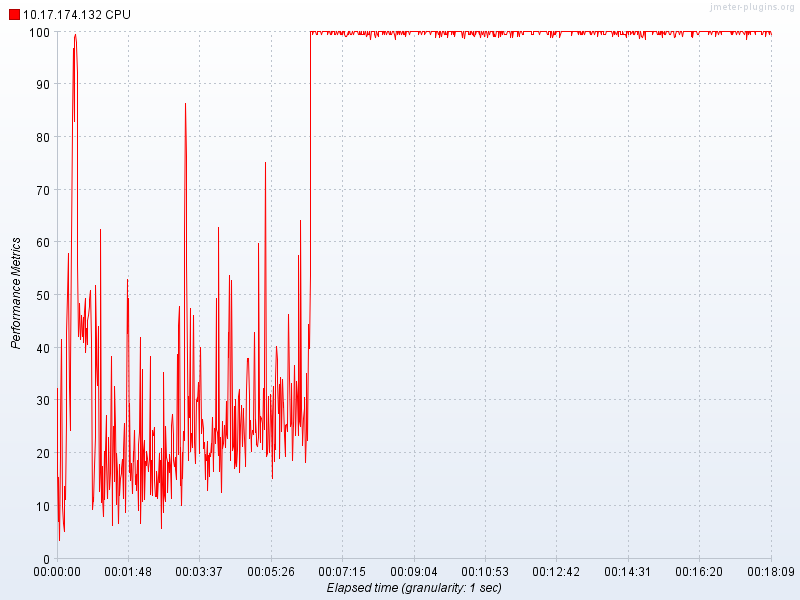 jmeter-plugins.org
10.17.174.132 CPU
100
90
80
70
60
50
40
30
20
10
0
Performance Metrics
00:00:00 00:01:48 00:03:37 00:05:26 00:07:15 00:09:04 00:10:53 00:12:42 00:14:31 00:16:20 00:18:09
Elapsed time (granularity: 1 sec)